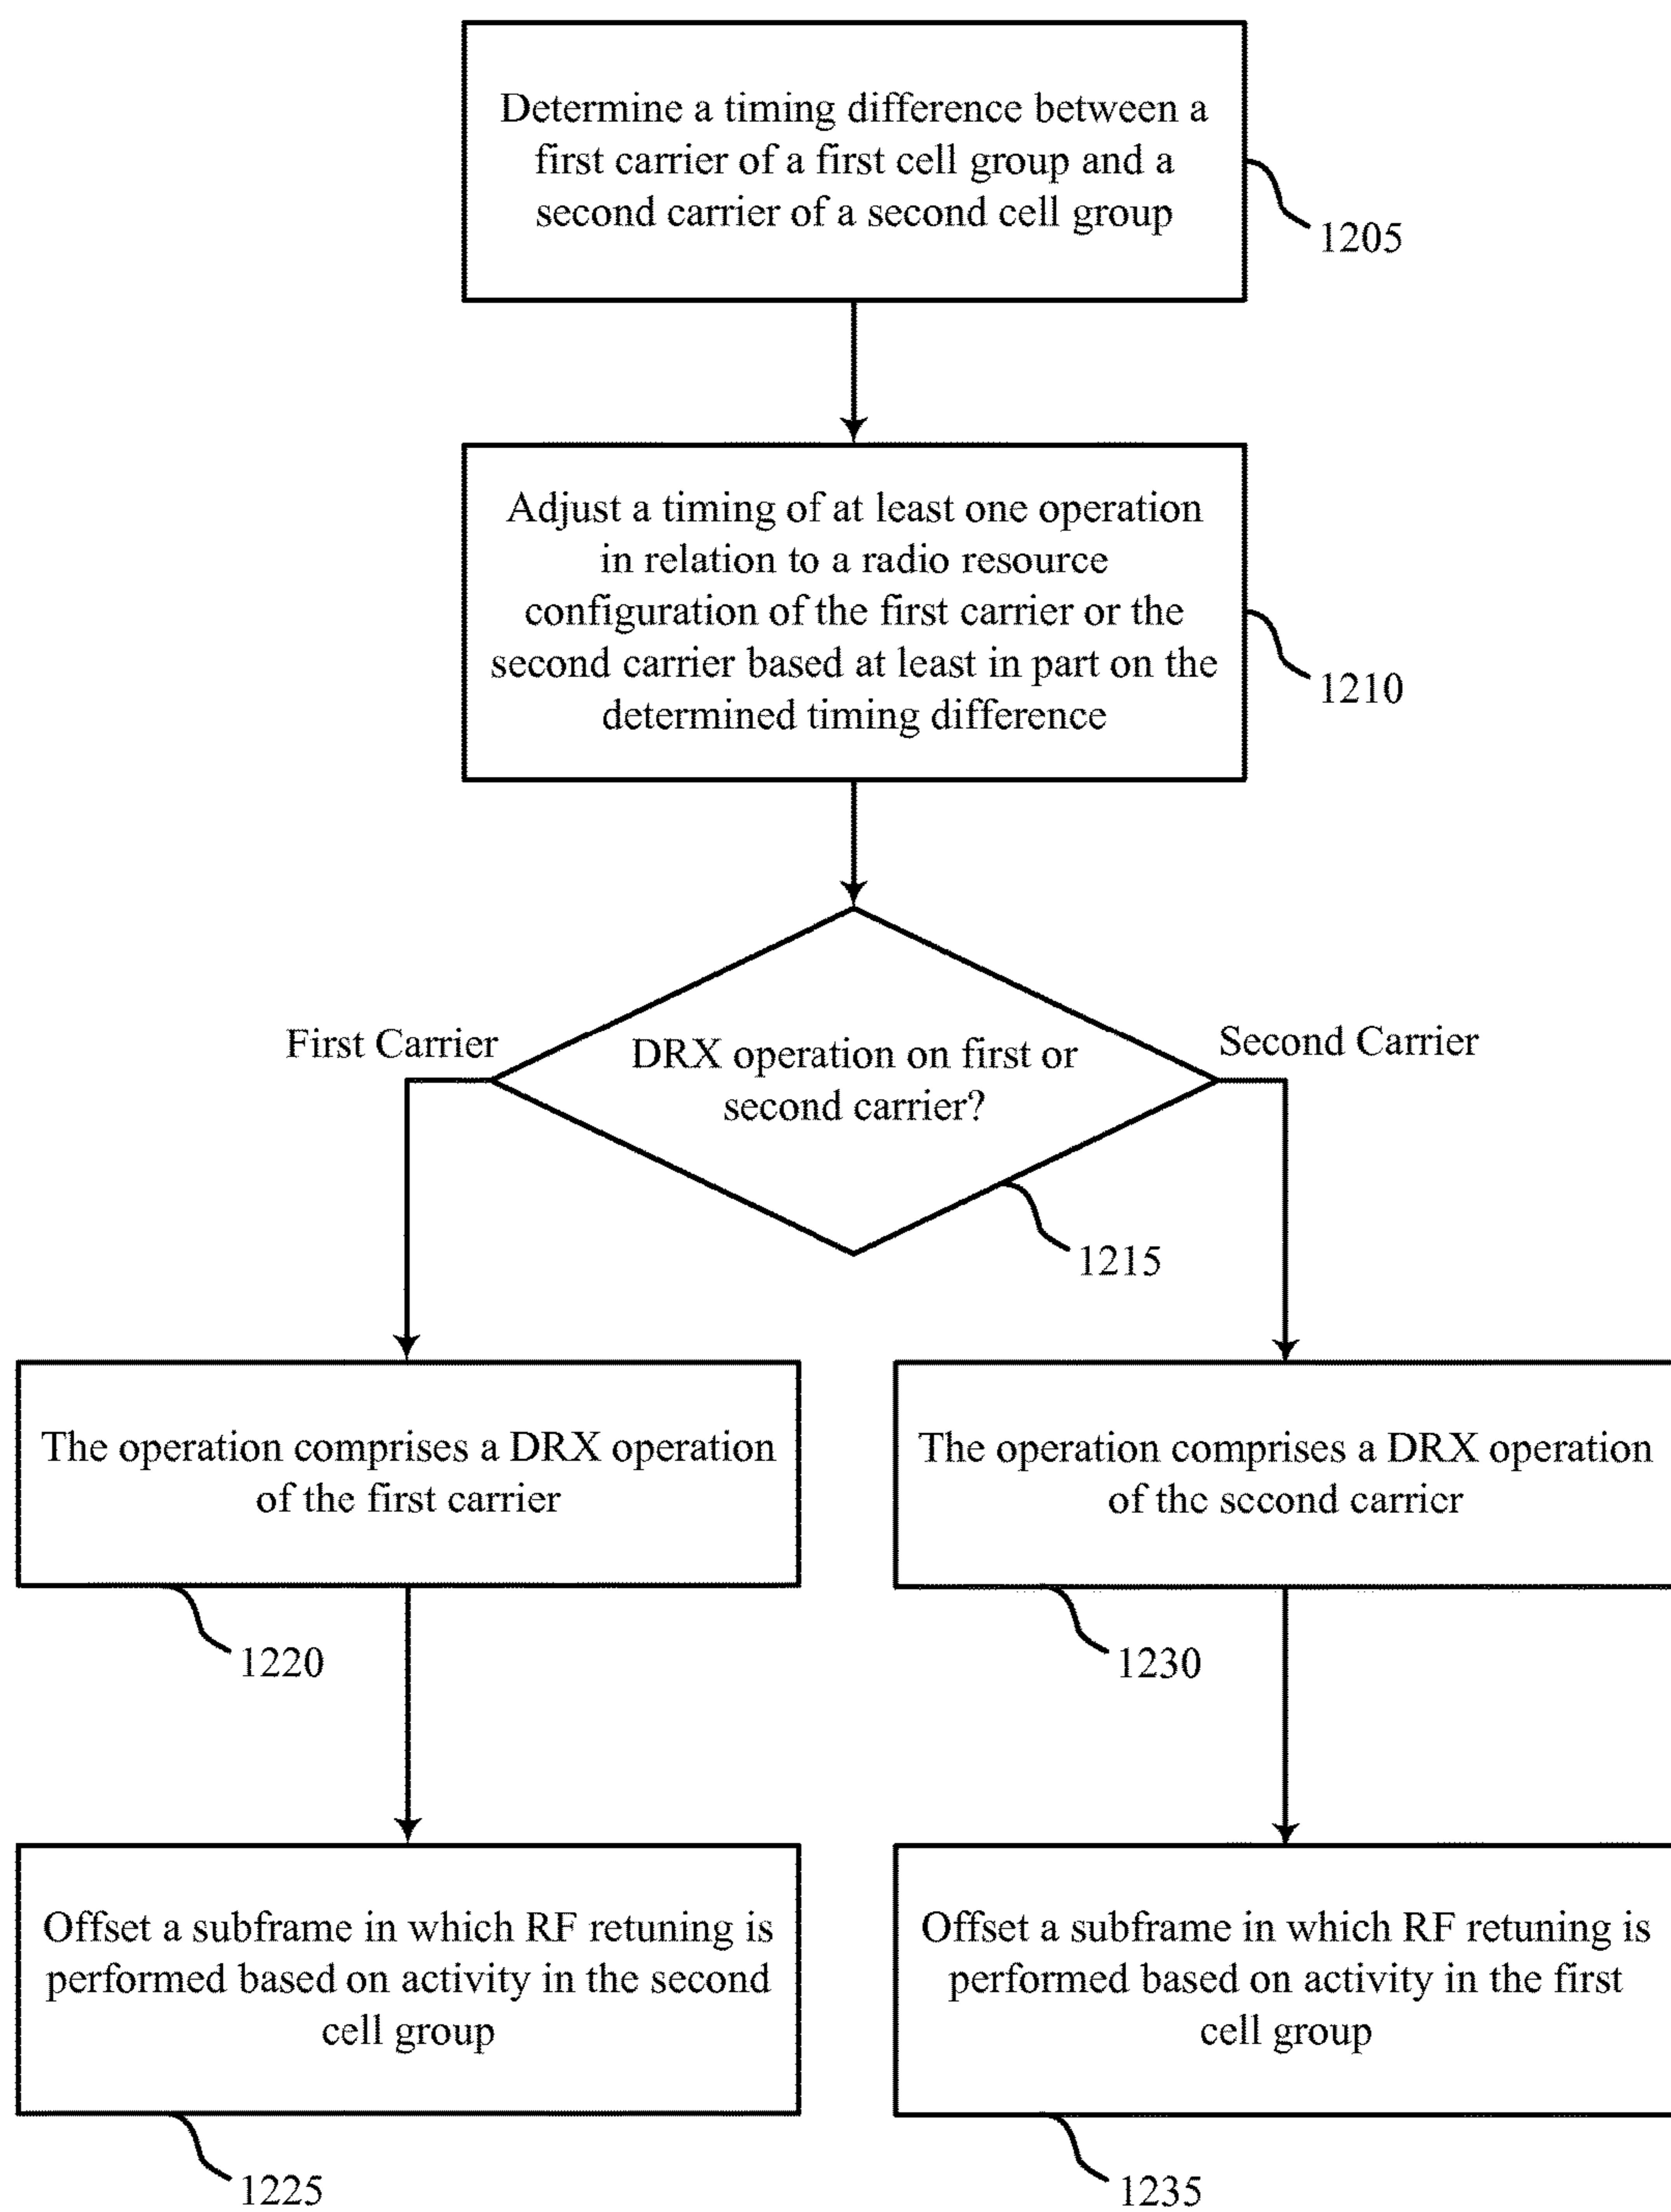 Determine a timing difference between a
first carrier of a first cell group and a
second carrier of a second cell group
1205
Adjust a timing of at least one operation
in relation to a radio resource
configuration of the first carrier or the
second carrier based at least in part on the
determined timing difference
1210
First Carrier
DRX operation on first or
second carrier?
Second Carrier
1215
The operation comprises a DRX operation
of the first carrier
1220
The operation comprises a DRX operation
of the second carrier
1230
Offset a subframe in which RF retuning is
performed based on activity in the second
cell group
1225
Offset a subframe in which RF retuning is
performed based on activity in the first
cell group
1235